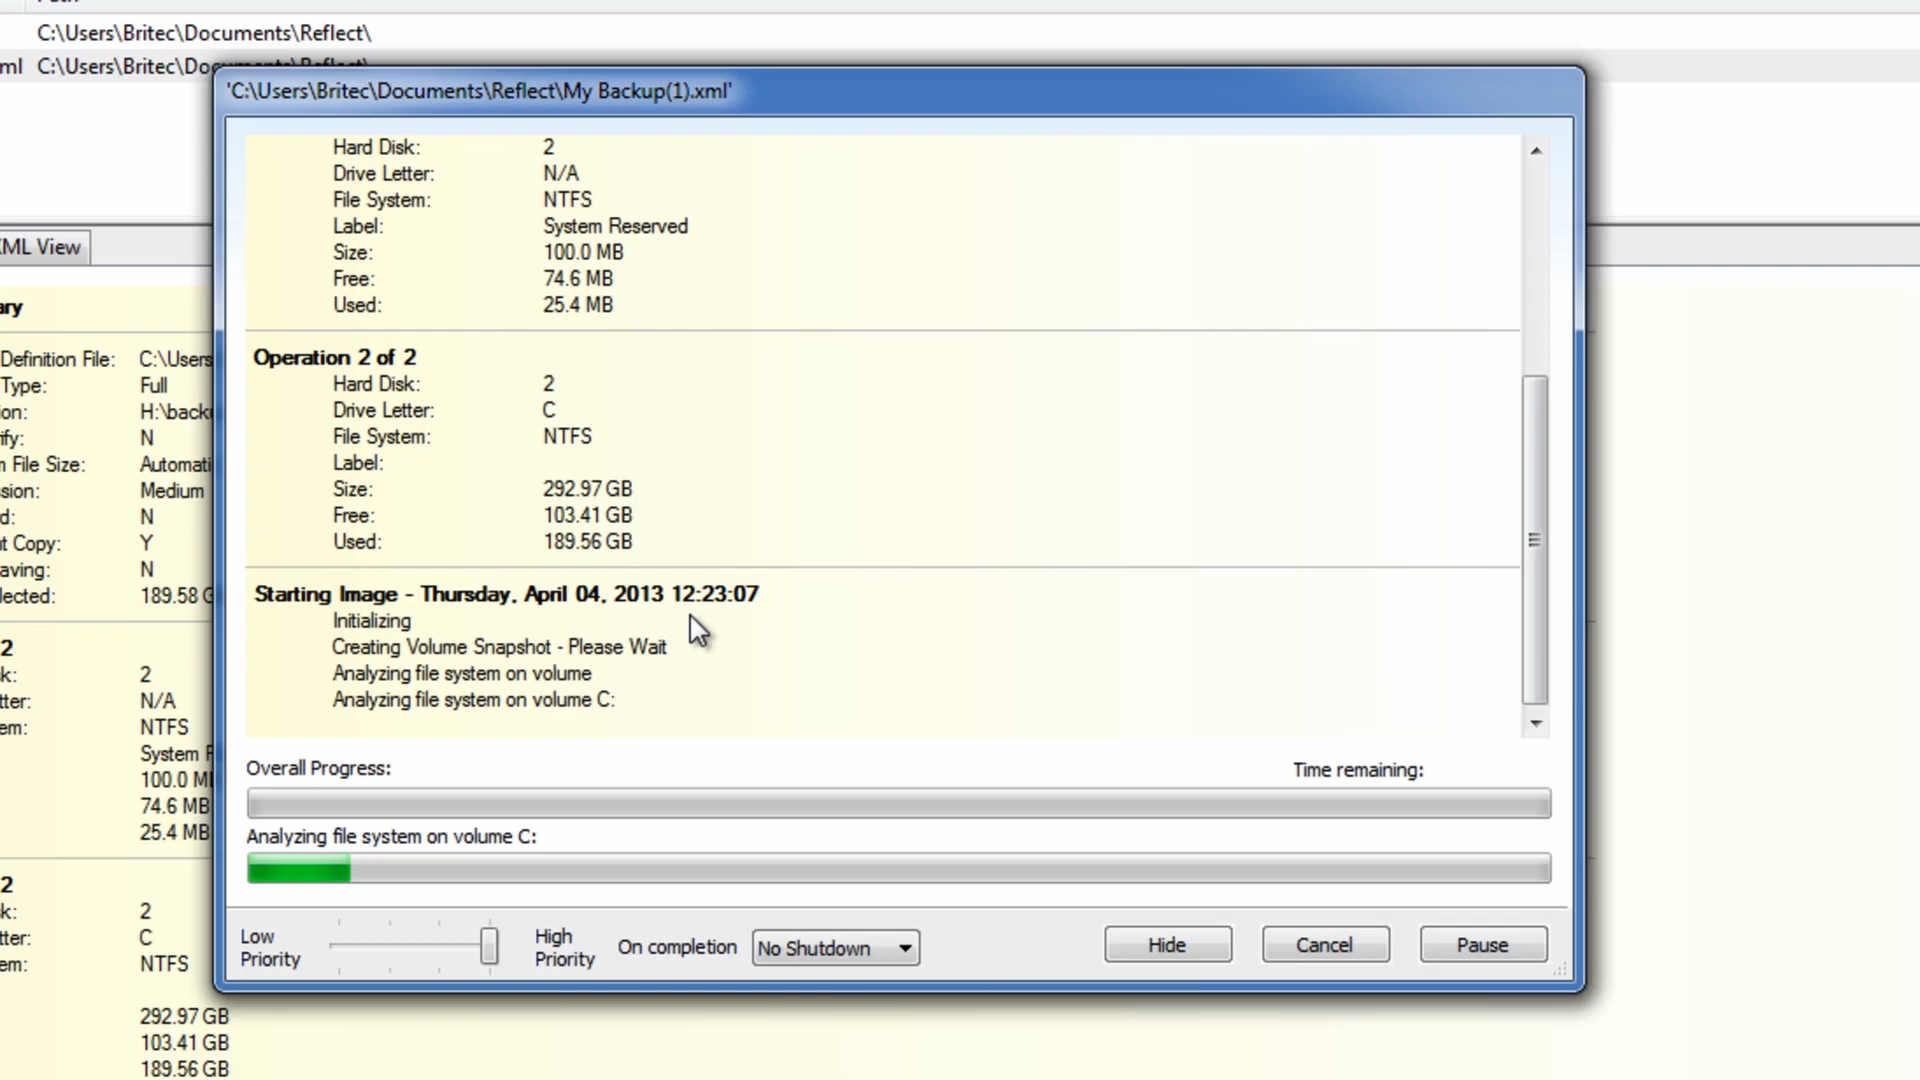 C:\Users\Britec\Documents\Reflect\
ml C:\Users\Britec\Documents\Reflect\
'C:\Users\Britec\Documents\Reflect\My Backup(1).xml'
Hard Disk: 2
Drive Letter: N/A
File System: NTFS
Label: System Reserved
Size: 100.0 MB
Free: 74.6 MB
Used: 25.4 MB
Operation 2 of 2
Hard Disk: 2
Drive Letter: C
File System: NTFS
Label:
Size: 292.97 GB
Free: 103.41 GB
Used: 189.56 GB
Starting Image - Thursday, April 04, 2013 12:23:07
Initializing
Creating Volume Snapshot - Please Wait
Analyzing file system on volume
Analyzing file system on volume C:
Overall Progress: Time remaining:
Analyzing file system on volume C:
Low Priority
High Priority
On completion No Shutdown
Hide Cancel Pause
XML View
ary
Definition File: C:\Users
Type: Full
on: H:\backu
ify: N
n File Size: Automati
sion: Medium
d: N
nt Copy: Y
aving: N
lected: 189.58 G
2
k: 2
tter: N/A
em: NTFS
System R
100.0 MB
74.6 MB
25.4 MB
2
k: 2
tter: C
em: NTFS
292.97 GB
103.41 GB
189.56 GB